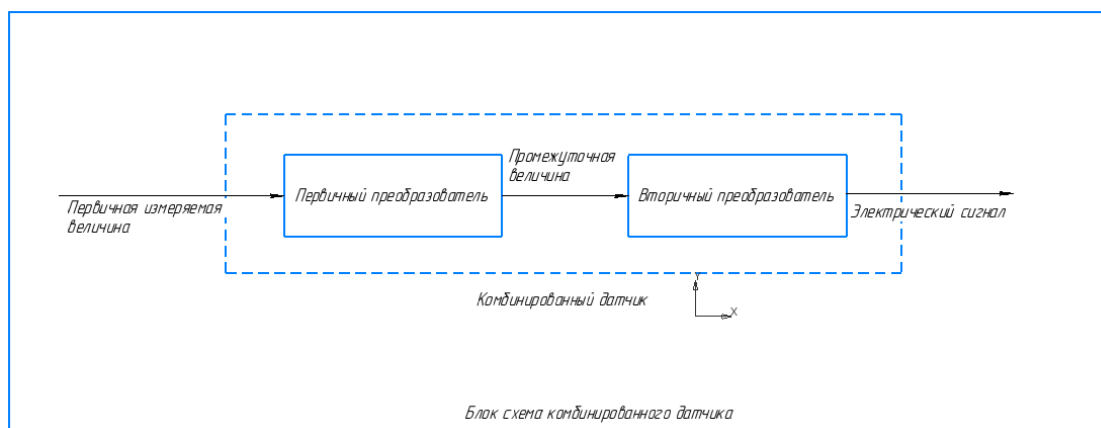 Промежуточная
величина
Первичный преобразователь
Вторичный преобразователь
Первичная измеряемая
величина
Электрический сигнал
Комбинированный датчик
Y
X
Блок схема комбинированного датчика